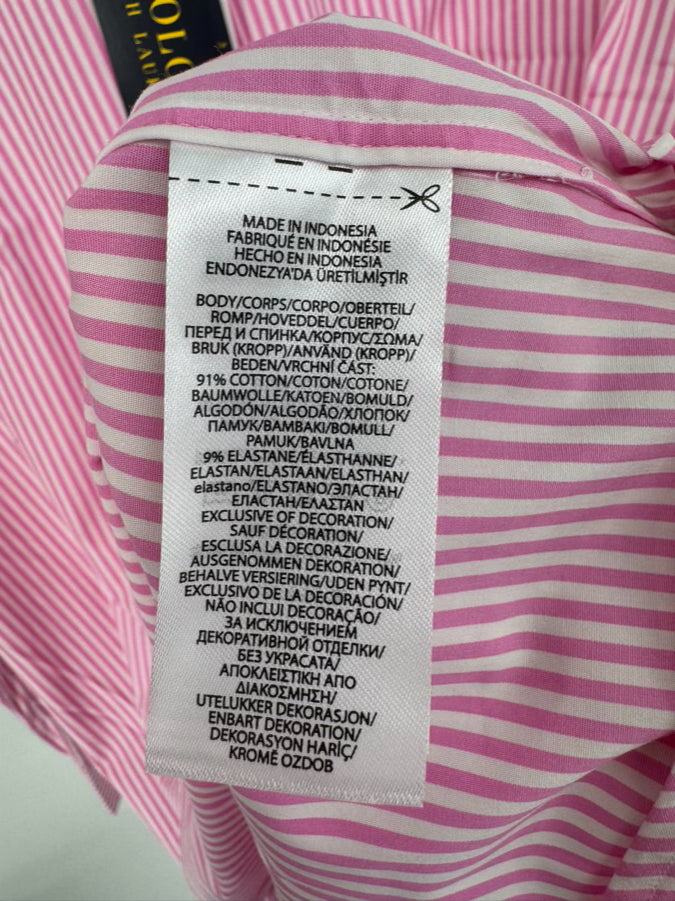 MADE IN INDONESIA
FABRIQUÉ EN INDONÉSIE
HECHO EN INDONESIA
ENDONEZYA'DA ÜRETİLMİŞTİR
BODY/CORPS/CORPO/OBERTEIL/
ROMP/HOVEDDEL/CUERPO/
ПЕРЕД И СПИНКА/КОРПУС/ΣΩΜΑ/
BRUK (KROPP)/ANVÄND (KROPP)/
BEDEN/VRCHNÍ ČÁST:
91% COTTON/COTON/COTONE/
BAUMWOLLE/KATOEN/BOMULD/
ALGODÓN/ALGODÃO/ХЛОПОК/
ПАМУК/BAMBAKI/BOMULL/
PAMUK/BAVLNA
9% ELASTANE/ÉLASTHANNE/
ELASTAN/ELASTAAN/ELASTHAN/
elastano/ELASTANO/ЭЛАСТАН/
ЕЛАСТАН/ΕΛΑΣΤΑΝ
EXCLUSIVE OF DECORATION/
SAUF DÉCORATION/
ESCLUSA LA DECORAZIONE/
AUSGENOMMEN DEKORATION/
BEHALVE VERSIERING/UDEN PYNT/
EXCLUSIVO DE LA DECORACIÓN/
NÃO INCLUI DECORAÇÃO/
ЗА ИСКЛЮЧЕНИЕМ
ДЕКОРАТИВНОЙ ОТДЕЛКИ/
БЕЗ УКРАСАТА/
ΑΠΟΚΛΕΙΣΤΙΚΗ ΑΠΟ
ΔΙΑΚΟΣΜΗΣΗ/
UTELUKKER DEKORASJON/
ENBART DEKORATION/
DEKORASYON HARİÇ/
KROMĚ OZDOB